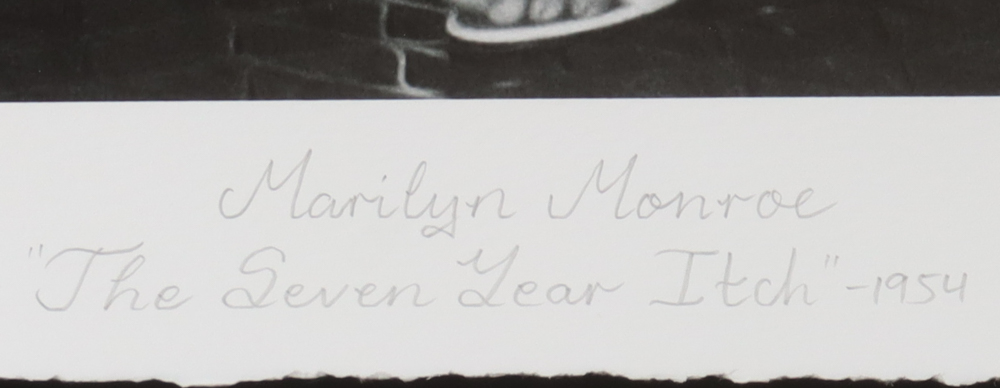 Marilyn Monroe
"The Seven Year Itch" -1954